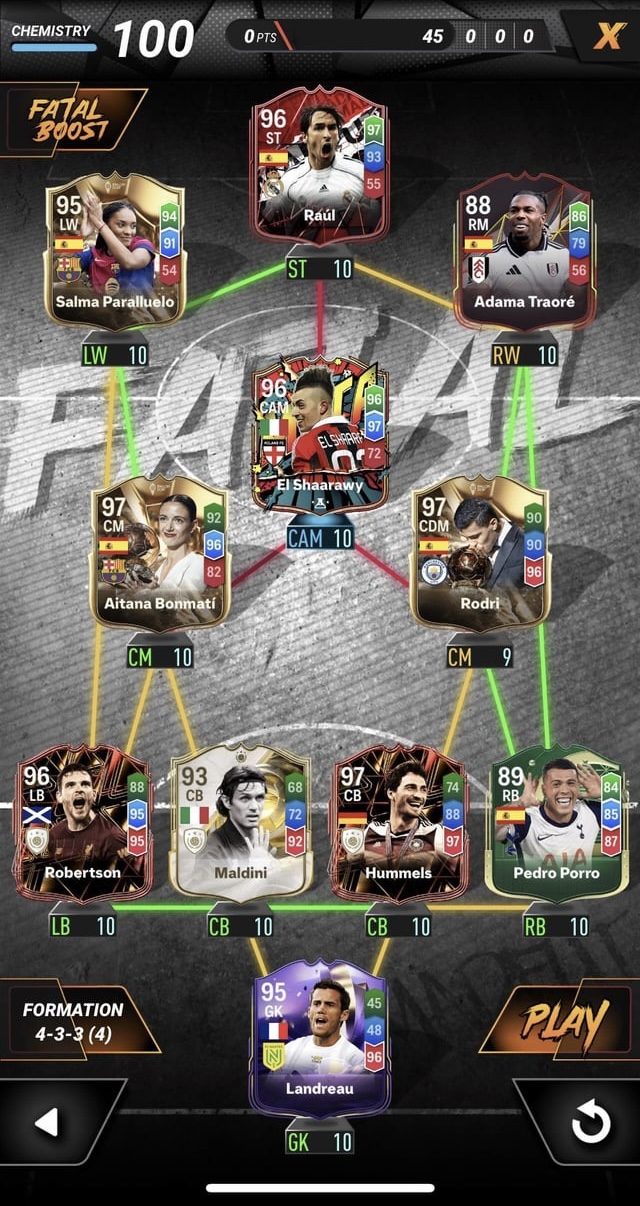 CHEMISTRY 100
0 PTS 45 0 0 0
X
FATAL
BOOST
96
ST
97
93
55
Raúl
ST 10
95
LW
94
91
54
Salma Paralluelo
LW 10
88
RM
86
79
56
Adama Traoré
RW 10
FATAL
96
CAM
96
97
72
EL SHAARAWY
El Shaarawy
CAM 10
97
CM
92
96
82
Aitana Bonmatí
CM 10
97
CDM
90
90
96
Rodri
CM 9
96
LB
88
95
95
Robertson
LB 10
93
CB
68
72
92
Maldini
CB 10
97
CB
74
88
97
Hummels
CB 10
89
RB
84
85
87
AIA
Pedro Porro
RB 10
95
GK
45
48
96
Landreau
GK 10
FORMATION
4-3-3 (4)
PLAY